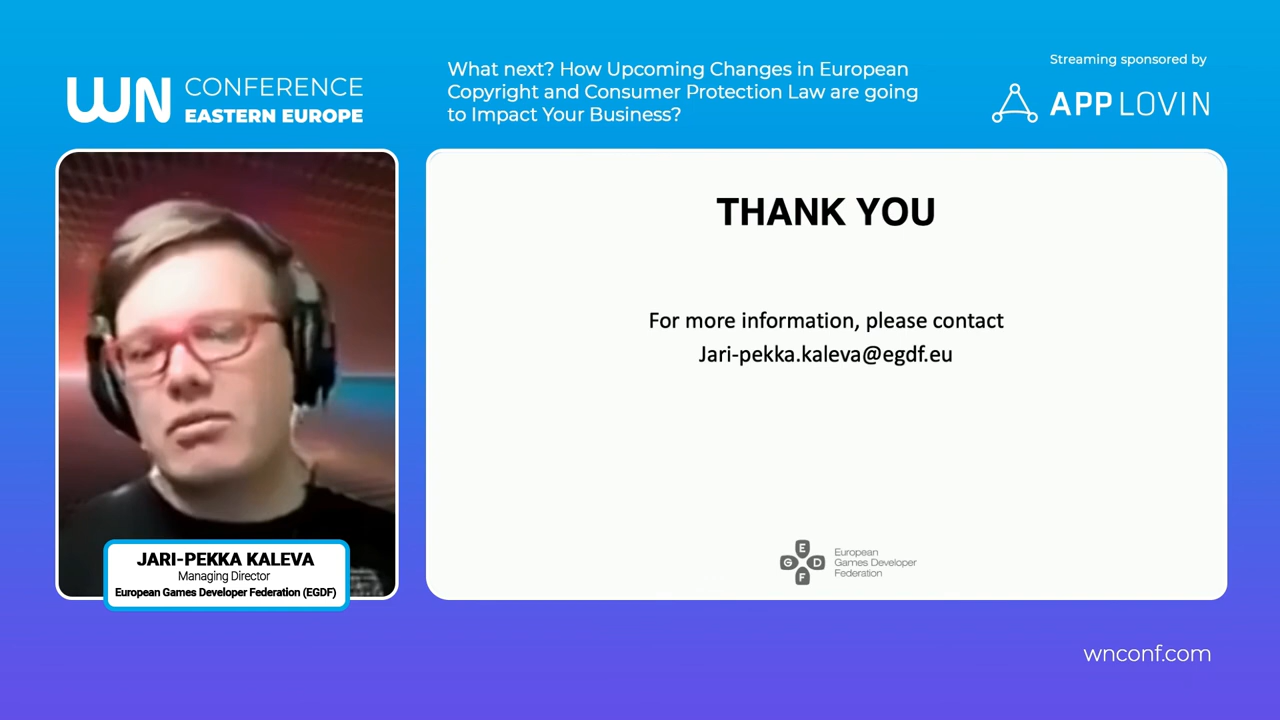 WN CONFERENCE
EASTERN EUROPE
What next? How Upcoming Changes in European
Copyright and Consumer Protection Law are going
to Impact Your Business?
Streaming sponsored by
APPLOVIN
THANK YOU
For more information, please contact
Jari-pekka.kaleva@egdf.eu
JARI-PEKKA KALEVA
Managing Director
European Games Developer Federation (EGDF)
E
G D
F
European
Games Developer
Federation
wnconf.com